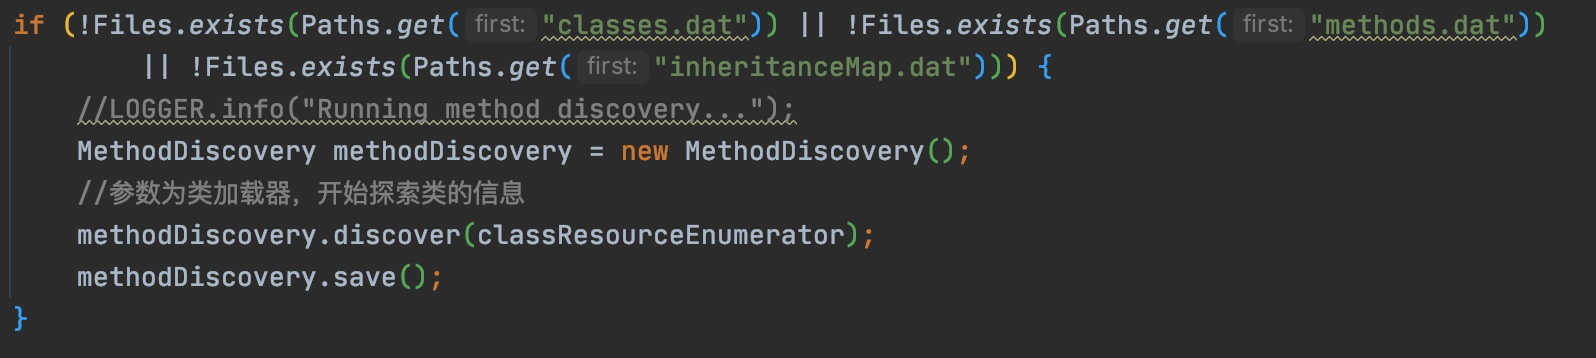 if (!Files.exists(Paths.get( first: "classes.dat")) || !Files.exists(Paths.get( first: "methods.dat"))
|| !Files.exists(Paths.get( first: "inheritanceMap.dat"))) {
//LOGGER.info("Running method discovery...");
MethodDiscovery methodDiscovery = new MethodDiscovery();
//参数为类加载器，开始探索类的信息
methodDiscovery.discover(classResourceEnumerator);
methodDiscovery.save();
}